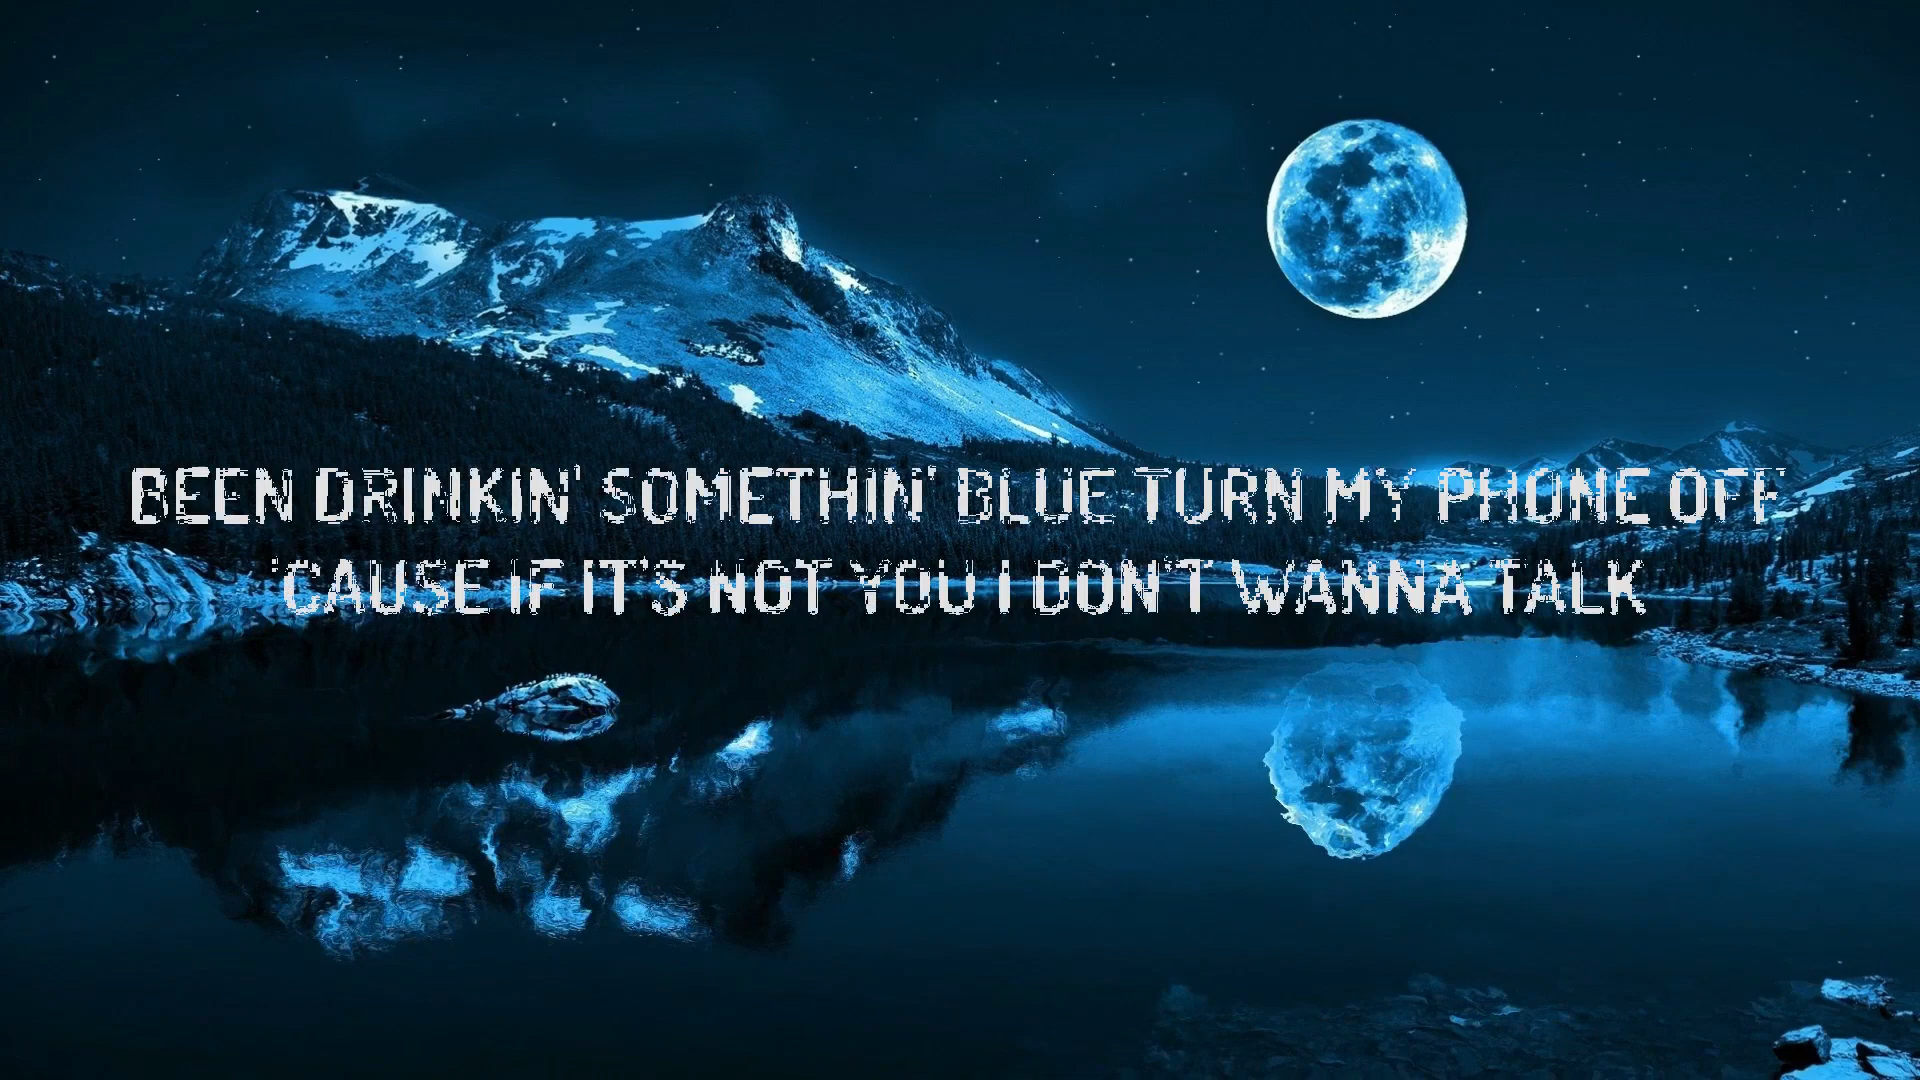 BEEN DRINKIN' SOMETHIN' BLUE TURN MY PHONE OFF
'CAUSE IF IT'S NOT YOU I DON'T WANNA TALK